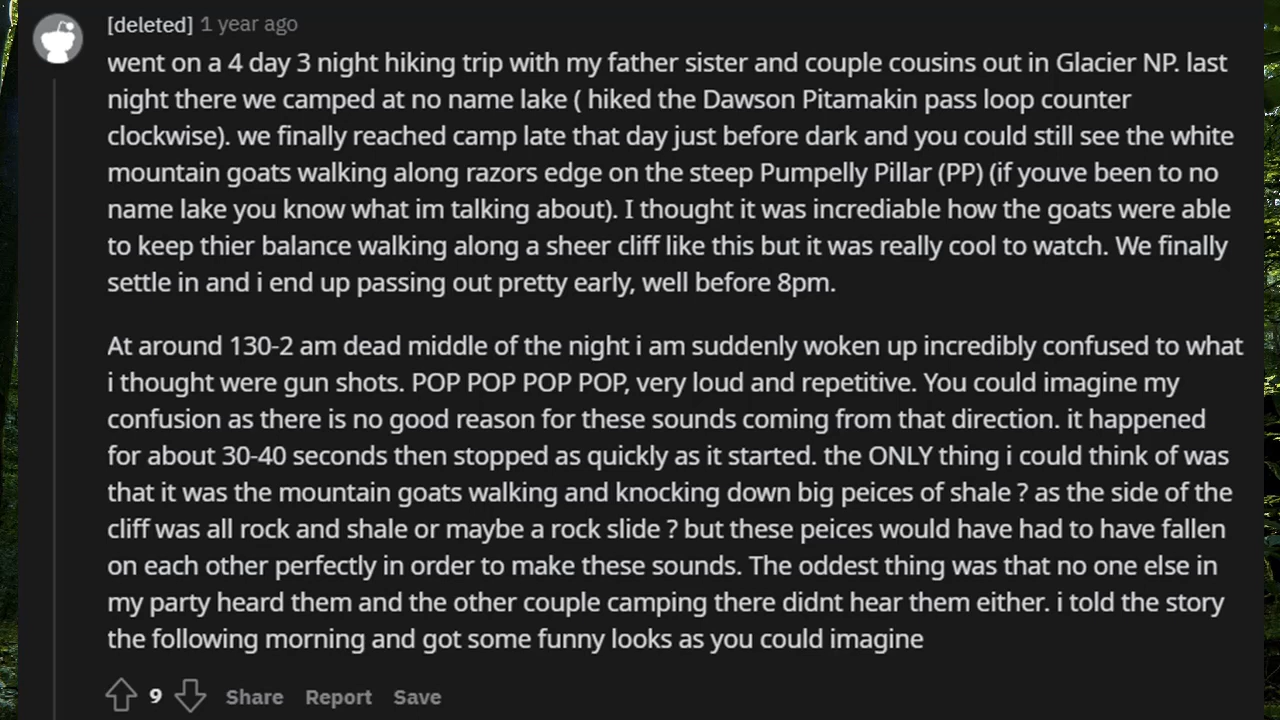 [deleted] 1 year ago
went on a 4 day 3 night hiking trip with my father sister and couple cousins out in Glacier NP. last
night there we camped at no name lake ( hiked the Dawson Pitamakin pass loop counter
clockwise). we finally reached camp late that day just before dark and you could still see the white
mountain goats walking along razors edge on the steep Pumpelly Pillar (PP) (if youve been to no
name lake you know what im talking about). I thought it was increadiable how the goats were able
to keep thier balance walking along a sheer cliff like this but it was really cool to watch. We finally
settle in and i end up passing out pretty early, well before 8pm.
At around 130-2 am dead middle of the night i am suddenly woken up incredibly confused to what
i thought were gun shots. POP POP POP POP, very loud and repetitive. You could imagine my
confusion as there is no good reason for these sounds coming from that direction. it happened
for about 30-40 seconds then stopped as quickly as it started. the ONLY thing i could think of was
that it was the mountain goats walking and knocking down big peices of shale ? as the side of the
cliff was all rock and shale or maybe a rock slide ? but these peices would have had to have fallen
on each other perfectly in order to make these sounds. The oddest thing was that no one else in
my party heard them and the other couple camping there didnt hear them either. i told the story
the following morning and got some funny looks as you could imagine
9 Share Report Save